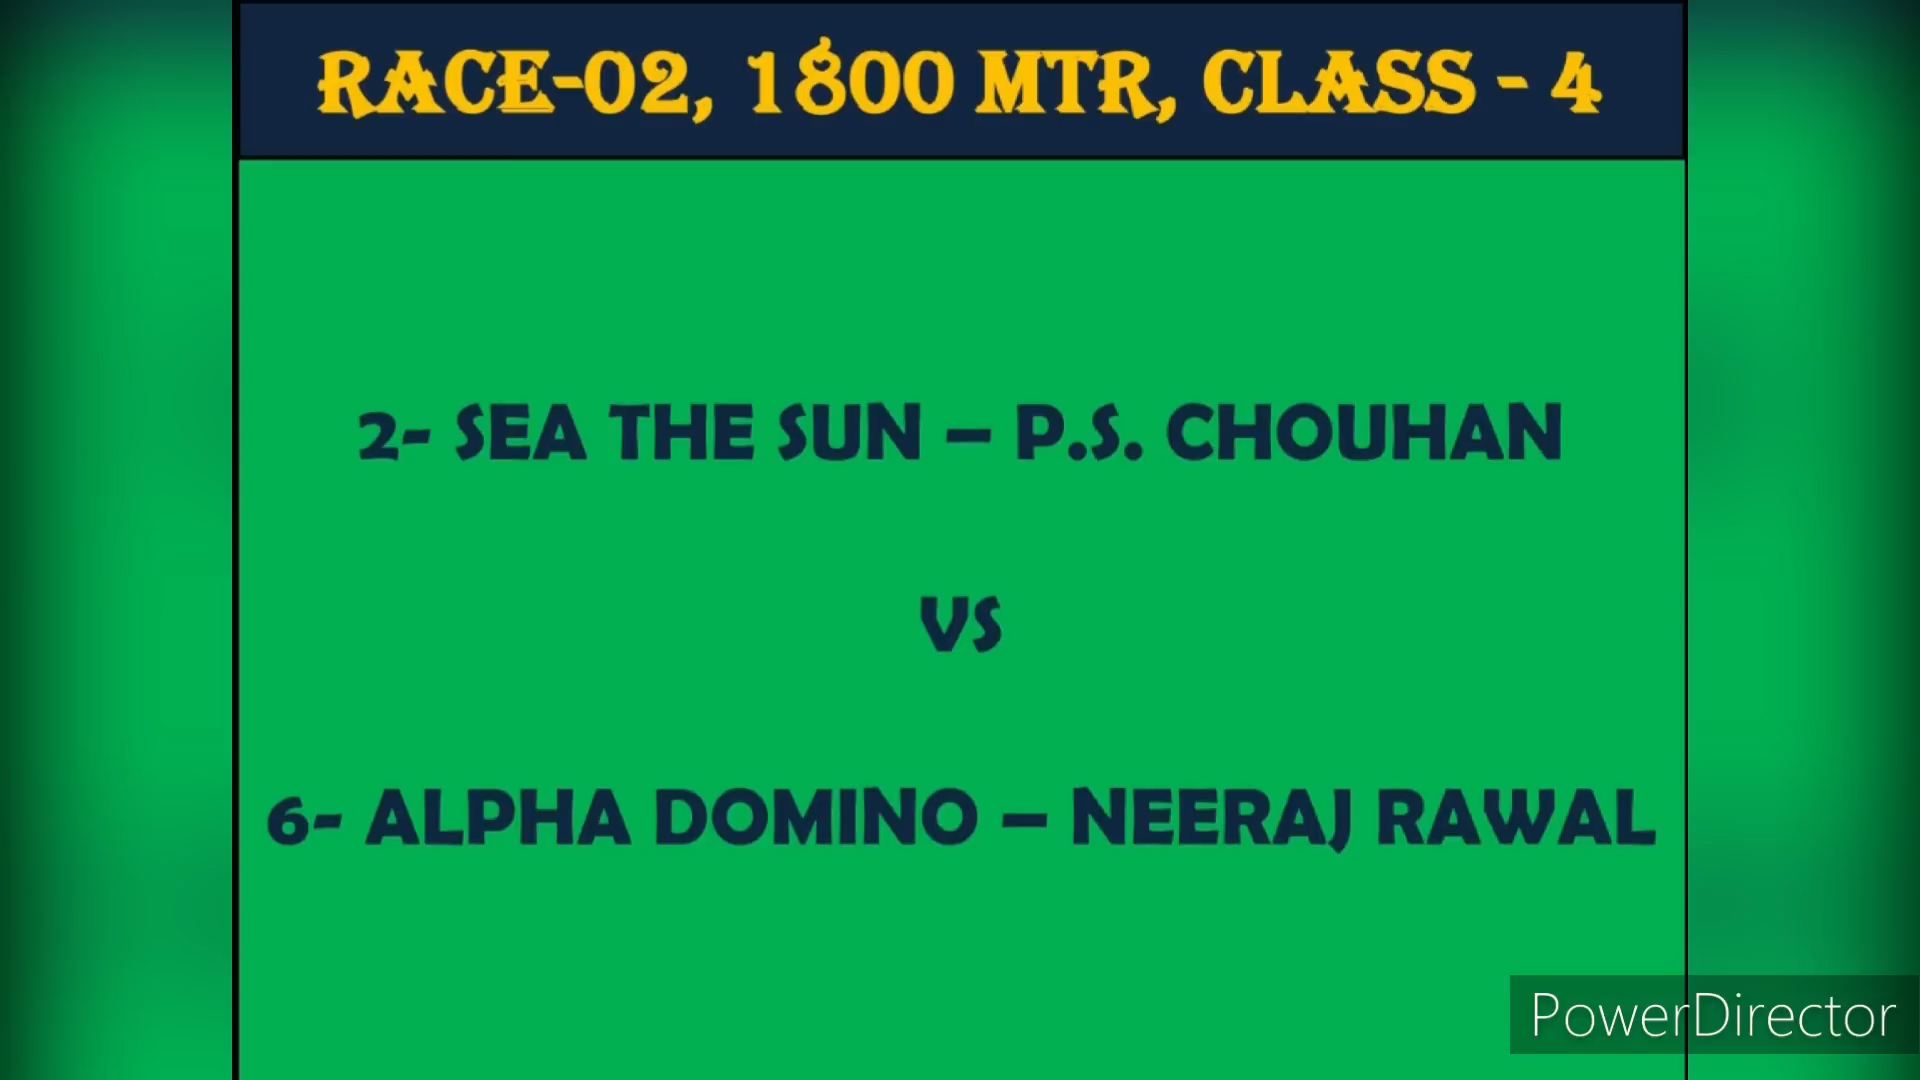 RACE-02, 1800 MTR, CLASS - 4
2- SEA THE SUN – P.S. CHOUHAN
VS
6- ALPHA DOMINO – NEERAJ RAWAL
PowerDirector